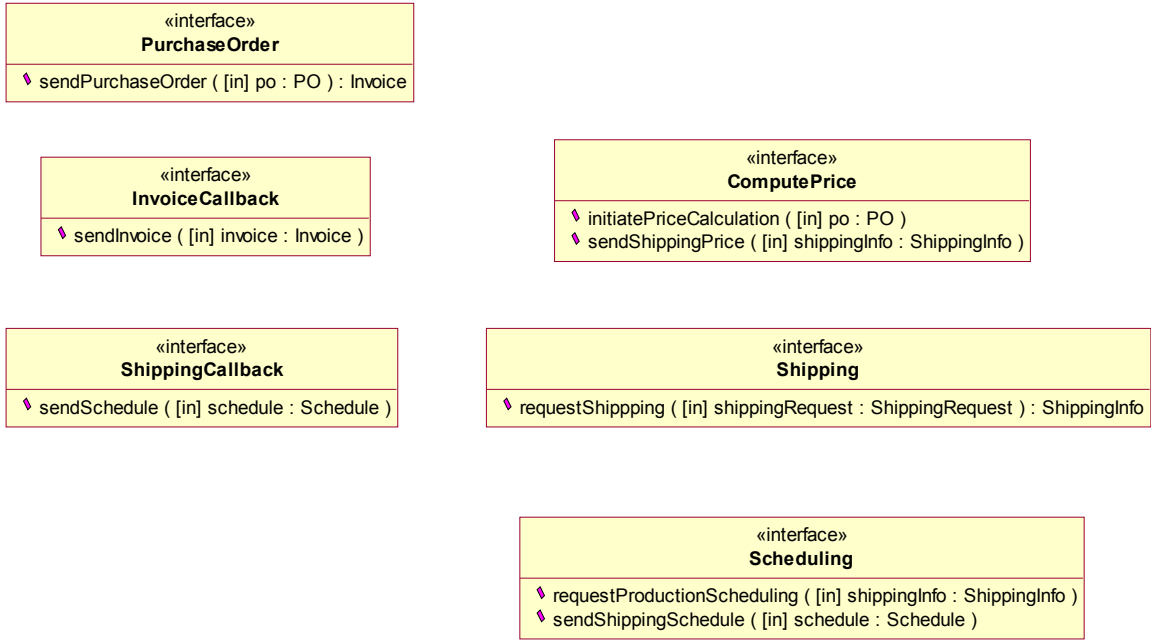 «interface»
PurchaseOrder
sendPurchaseOrder ( [in] po : PO ) : Invoice
«interface»
InvoiceCallback
sendInvoice ( [in] invoice : Invoice )
«interface»
ComputePrice
initiatePriceCalculation ( [in] po : PO )
sendShippingPrice ( [in] shippingInfo : ShippingInfo )
«interface»
ShippingCallback
sendSchedule ( [in] schedule : Schedule )
«interface»
Shipping
requestShippping ( [in] shippingRequest : ShippingRequest ) : ShippingInfo
«interface»
Scheduling
requestProductionScheduling ( [in] shippingInfo : ShippingInfo )
sendShippingSchedule ( [in] schedule : Schedule )